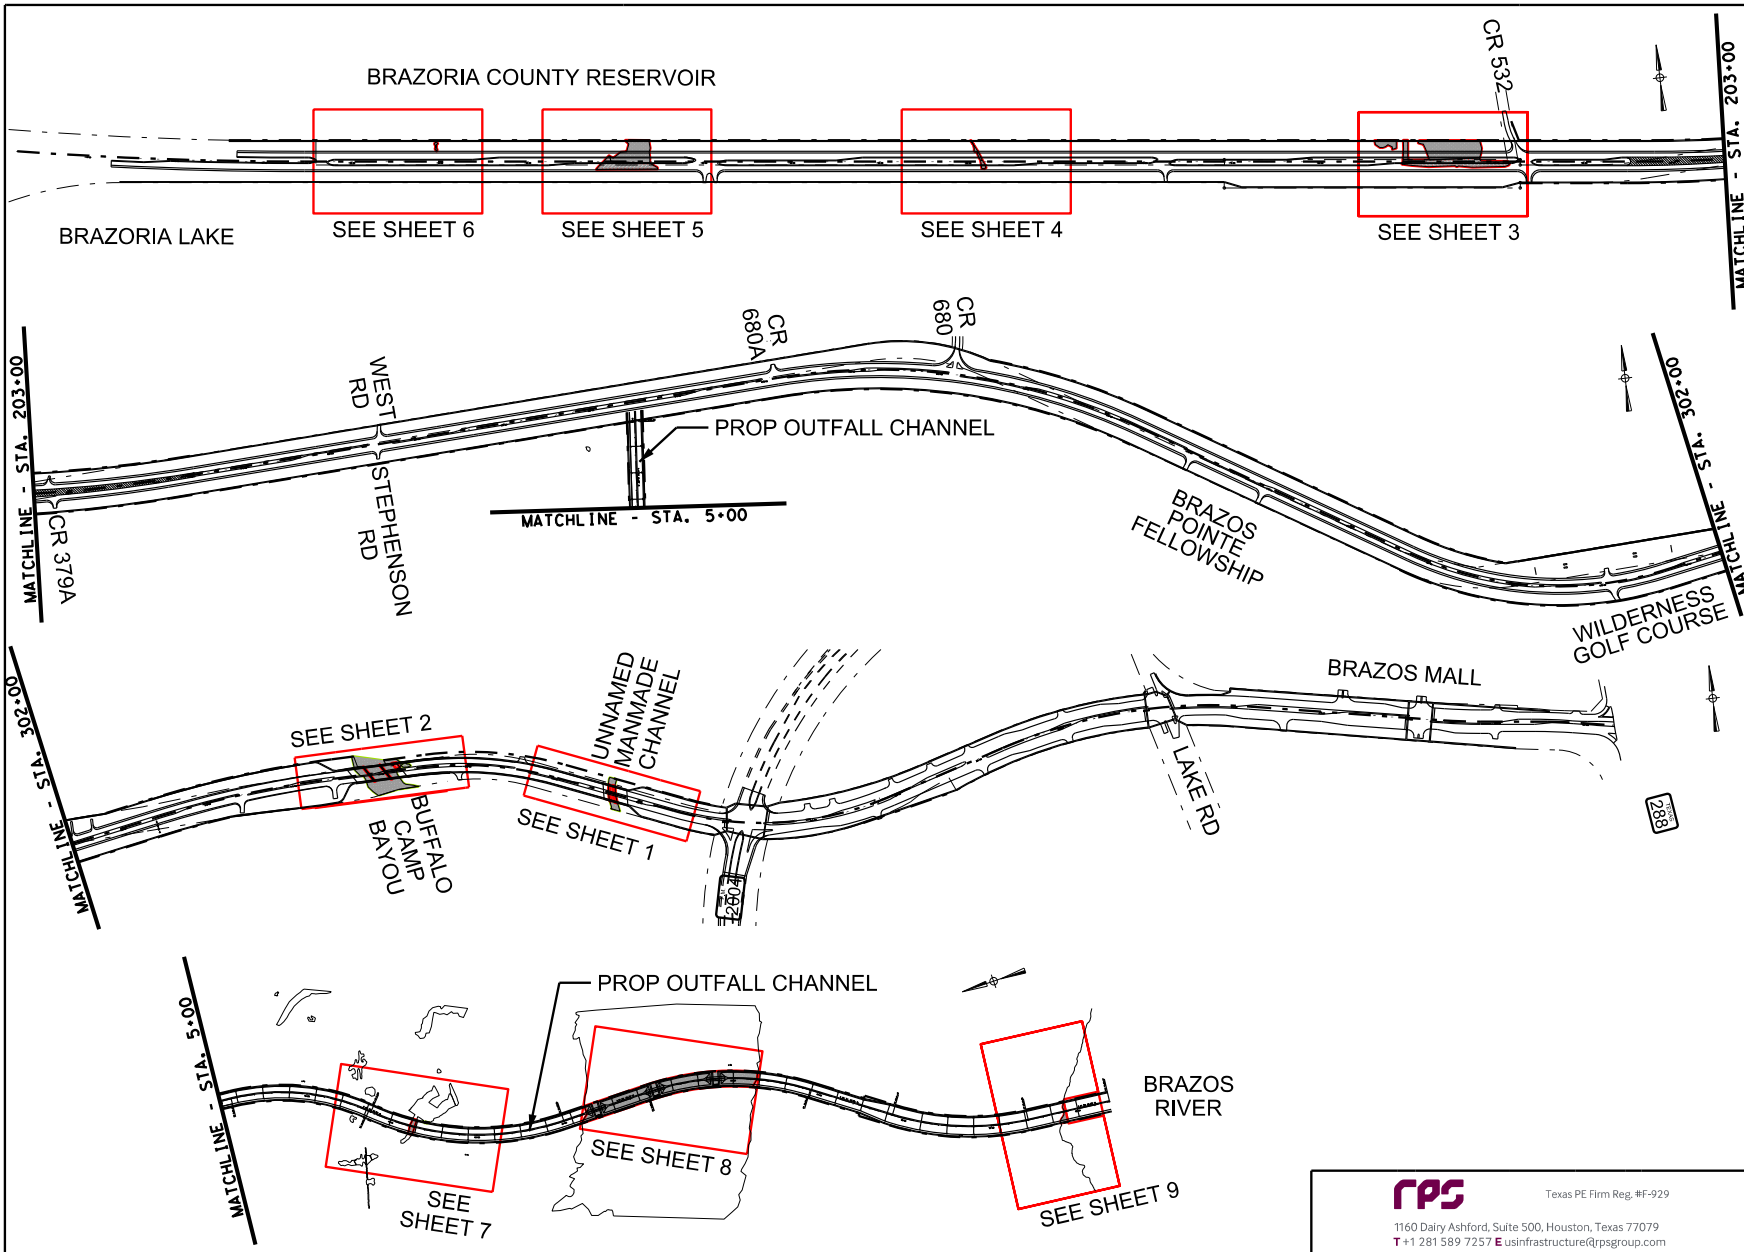 BRAZORIA COUNTY RESERVOIR
CR 532
MATCHLINE - STA. 203+00
BRAZORIA LAKE
SEE SHEET 6
SEE SHEET 5
SEE SHEET 4
SEE SHEET 3
MATCHLINE - STA. 203+00
CR 379A
WEST
RD
STEPHENSON
RD
CR
680A
CR
680
PROP OUTFALL CHANNEL
MATCHLINE - STA. 5+00
BRAZOS
POINTE
FELLOWSHIP
WILDERNESS
GOLF COURSE
MATCHLINE - STA. 302+00
MATCHLINE - STA. 302+00
SEE SHEET 2
BUFFALO
CAMP
BAYOU
UNNAMED
MANMADE
CHANNEL
SEE SHEET 1
2004
LAKE RD
BRAZOS MALL
TEXAS
288
MATCHLINE - STA. 5+00
PROP OUTFALL CHANNEL
SEE
SHEET 7
SEE SHEET 8
SEE SHEET 9
BRAZOS
RIVER
rps
Texas PE Firm Reg. #F-929
1160 Dairy Ashford, Suite 500, Houston, Texas 77079
T +1 281 589 7257 E usinfrastructure@rpsgroup.com